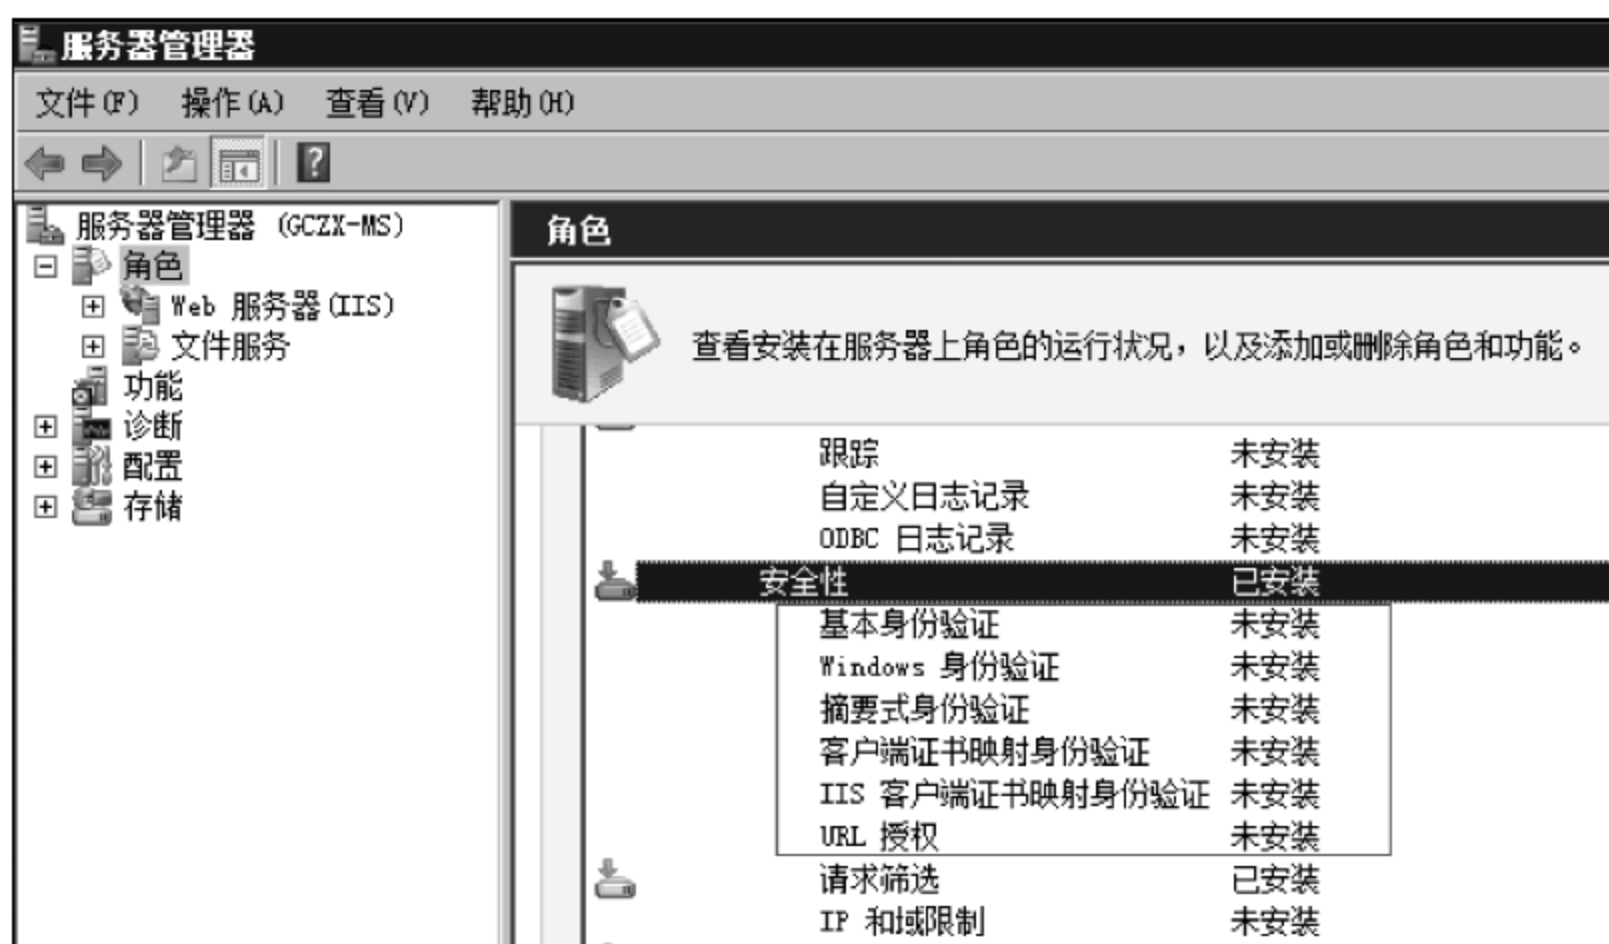 服务器管理器
文件(F) 操作(A) 查看(V) 帮助(H)
服务器管理器 (GCZX-MS)
角色
Web 服务器(IIS)
文件服务
功能
诊断
配置
存储
角色
查看安装在服务器上角色的运行状况，以及添加或删除角色和功能。
跟踪 未安装
自定义日志记录 未安装
ODBC 日志记录 未安装
安全性 已安装
基本身份验证 未安装
Windows 身份验证 未安装
摘要式身份验证 未安装
客户端证书映射身份验证 未安装
IIS 客户端证书映射身份验证 未安装
URL 授权 未安装
请求筛选 已安装
IP 和域限制 未安装